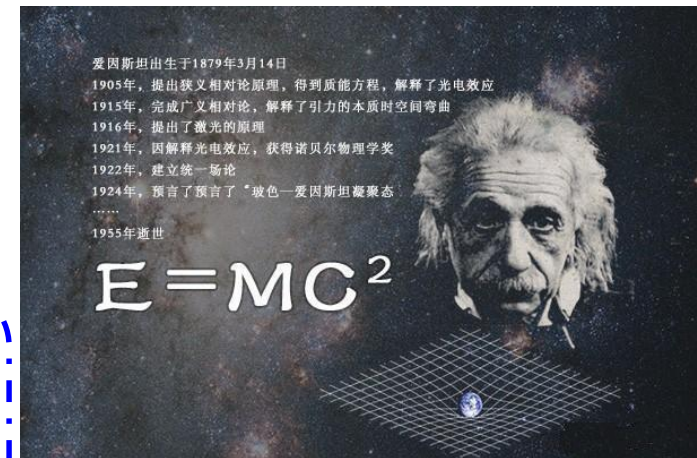 爱因斯坦出生于1879年3月14日
1905年，提出狭义相对论原理，得到质能方程，解释了光电效应
1915年，完成广义相对论，解释了引力的本质时空间弯曲
1916年，提出了激光的原理
1921年，因解释光电效应，获得诺贝尔物理学奖
1922年，建立统一场论
1924年，预言了预言了“玻色—爱因斯坦凝聚态
……
1955年逝世
E=MC²